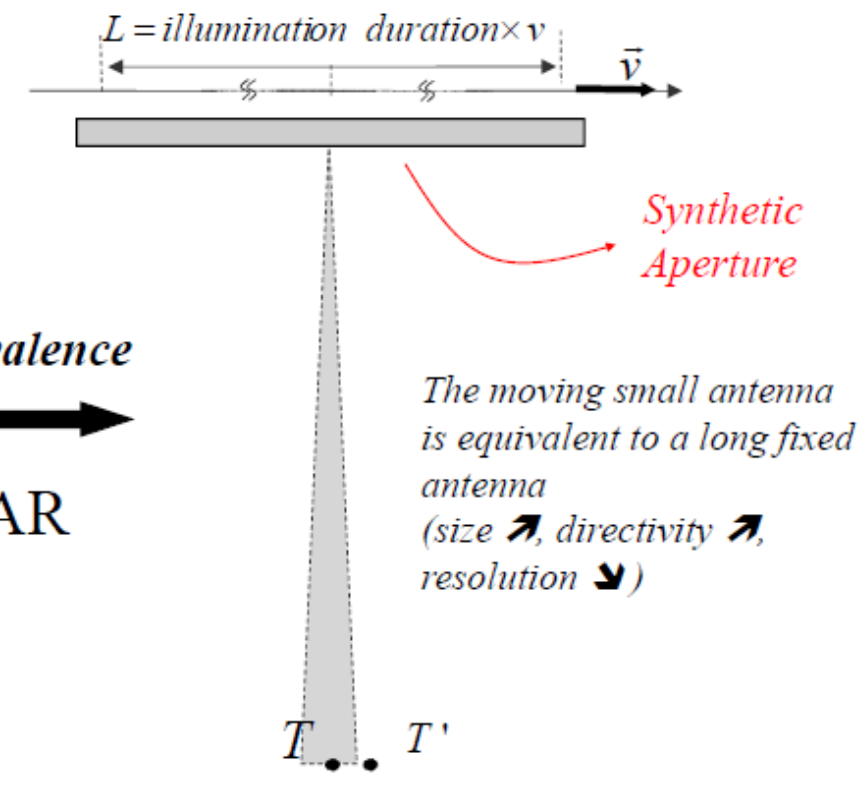 L = illumination duration × v
v⃗
Synthetic
Aperture
alence
The moving small antenna
is equivalent to a long fixed
antenna
(size ↗, directivity ↗,
AR
resolution ↘)
T T'